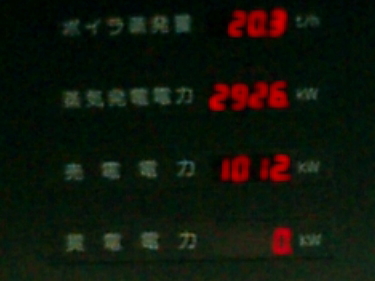 ボイラ蒸発量 20.3 t/h
蒸気発電電力 2926 kW
売電電力 1012 kW
買電電力 0 kW